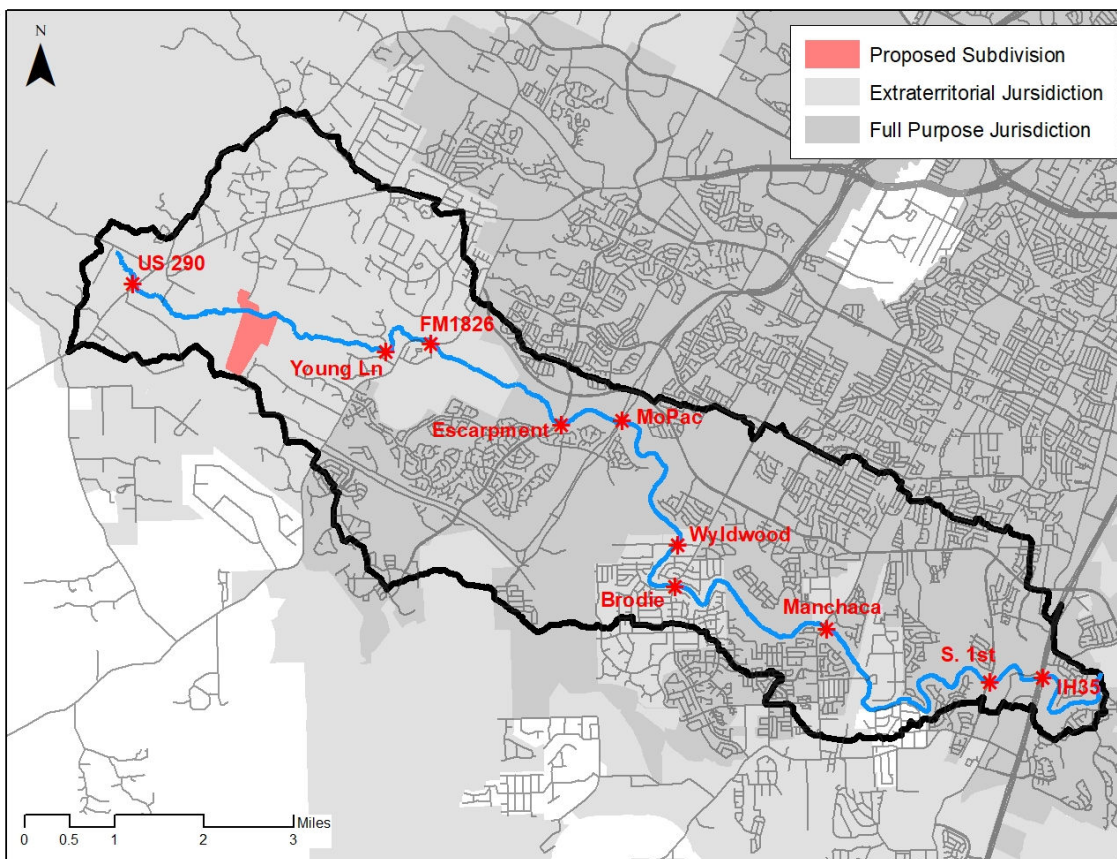 N
Proposed Subdivision
Extraterritorial Jursidiction
Full Purpose Jurisdiction
US 290
FM1826
Young Ln
Escarpment
MoPac
Wyldwood
Brodie
Manchaca
S. 1st
IH35
Miles
0 0.5 1 2 3